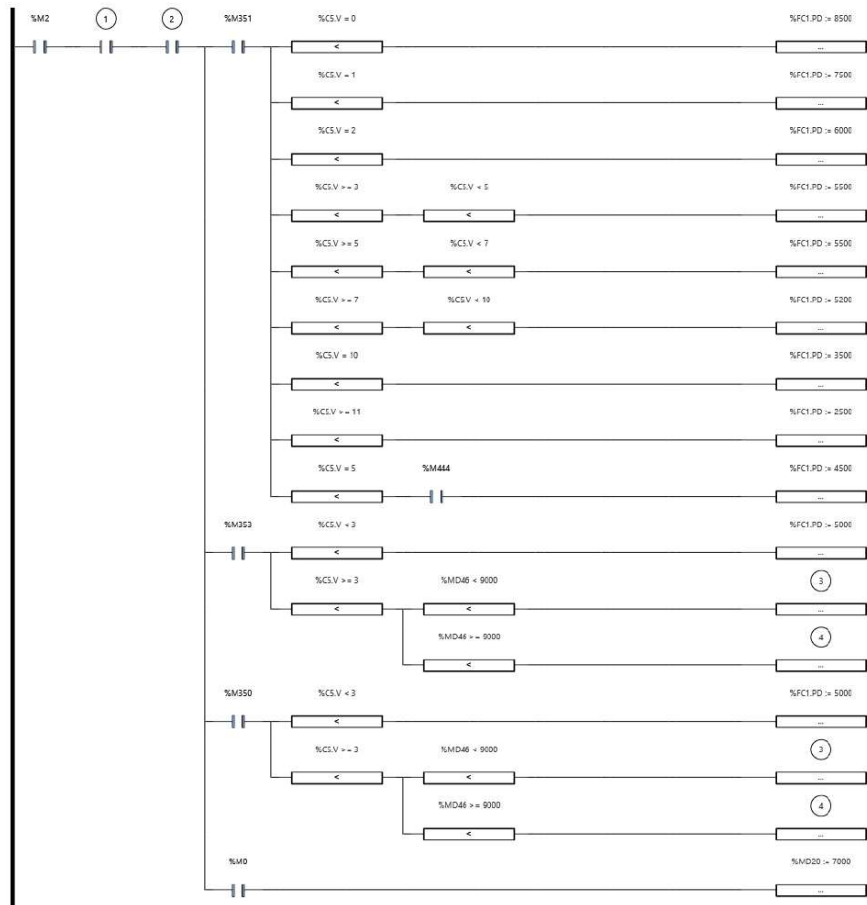 %M2 1 2 %M351 %C5.V = 0 %FC1.PD := 8500
< ...
%C5.V = 1 %FC1.PD := 7500
< ...
%C5.V = 2 %FC1.PD := 6000
< ...
%C5.V >= 3 %C5.V < 5 %FC1.PD := 5500
< < ...
%C5.V >= 5 %C5.V < 7 %FC1.PD := 5500
< < ...
%C5.V >= 7 %C5.V < 10 %FC1.PD := 5200
< < ...
%C5.V = 10 %FC1.PD := 3500
< ...
%C5.V >= 11 %FC1.PD := 2500
< ...
%C5.V = 5 %M444 %FC1.PD := 4500
< ...
%M353 %C5.V < 3 %FC1.PD := 5000
< ...
%C5.V >= 3 %MD46 < 9000 3
< < ...
%MD46 >= 9000 4
< ...
%M350 %C5.V < 3 %FC1.PD := 5000
< ...
%C5.V >= 3 %MD46 < 9000 3
< < ...
%MD46 >= 9000 4
< ...
%M0 %MD20 := 7000
...